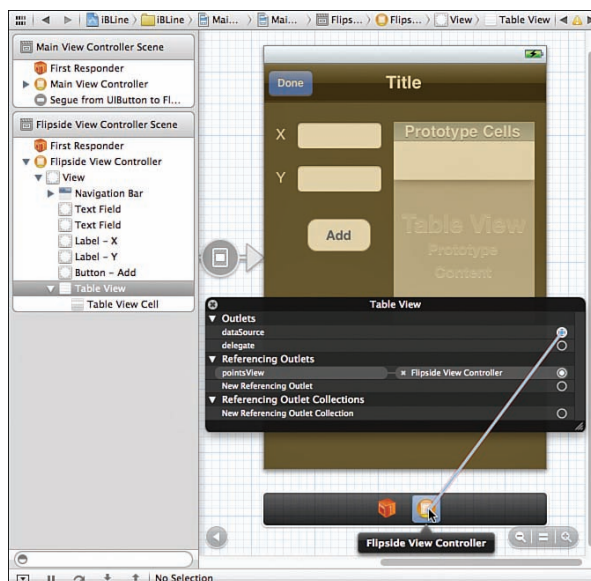 iBLine
iBLine
Mai...
Mai...
Flips...
Flips...
View
Table View
Main View Controller Scene
First Responder
Main View Controller
Segue from UIButton to Fl...
Flipside View Controller Scene
First Responder
Flipside View Controller
View
Navigation Bar
Text Field
Text Field
Label – X
Label – Y
Button – Add
Table View
Table View Cell
Done
Title
X
Y
Add
Prototype Cells
Table View
Prototype
Content
Table View
Outlets
dataSource
delegate
Referencing Outlets
pointsView
Flipside View Controller
New Referencing Outlet
Referencing Outlet Collections
New Referencing Outlet Collection
Flipside View Controller
No Selection